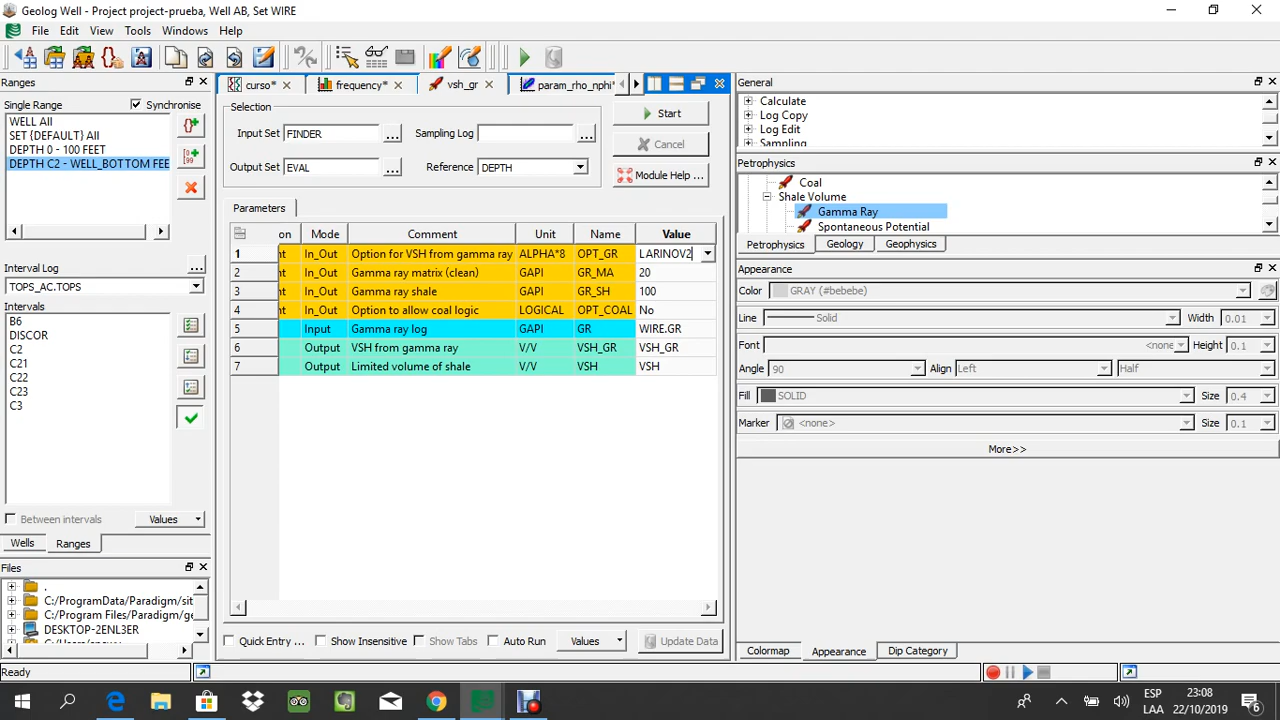 Geolog Well - Project project-prueba, Well AB, Set WIRE
File Edit View Tools Windows Help
Ranges
Single Range Synchronise
WELL All
SET {DEFAULT} All
DEPTH 0 - 100 FEET
DEPTH C2 - WELL_BOTTOM FEE
Interval Log ...
TOPS_AC.TOPS
Intervals
B6
DISCOR
C2
C21
C22
C23
C3
Between intervals Values
Wells Ranges
Files
.
C:/ProgramData/Paradigm/sit
C:/Program Files/Paradigm/ge
DESKTOP-2ENL3ER
curso* frequency* vsh_gr param_rho_nphi*
Selection
Input Set FINDER ... Sampling Log ...
Output Set EVAL ... Reference DEPTH
Start
Cancel
Module Help ...
Parameters
on Mode Comment Unit Name Value
1 nt In_Out Option for VSH from gamma ray ALPHA*8 OPT_GR LARINOV2
2 nt In_Out Gamma ray matrix (clean) GAPI GR_MA 20
3 nt In_Out Gamma ray shale GAPI GR_SH 100
4 nt In_Out Option to allow coal logic LOGICAL OPT_COAL No
5 Input Gamma ray log GAPI GR WIRE.GR
6 Output VSH from gamma ray V/V VSH_GR VSH_GR
7 Output Limited volume of shale V/V VSH VSH
Quick Entry ... Show Insensitive Show Tabs Auto Run Values Update Data
General
Calculate
Log Copy
Log Edit
Sampling
Petrophysics
Coal
Shale Volume
Gamma Ray
Spontaneous Potential
Petrophysics Geology Geophysics
Appearance
Color GRAY (#bebebe)
Line Solid Width 0.01
Font <none> Height 0.1
Angle 90 Align Left Half
Fill SOLID Size 0.4
Marker <none> Size 0.1
More>>
Colormap Appearance Dip Category
Ready
ESP
LAA
23:08
22/10/2019
6